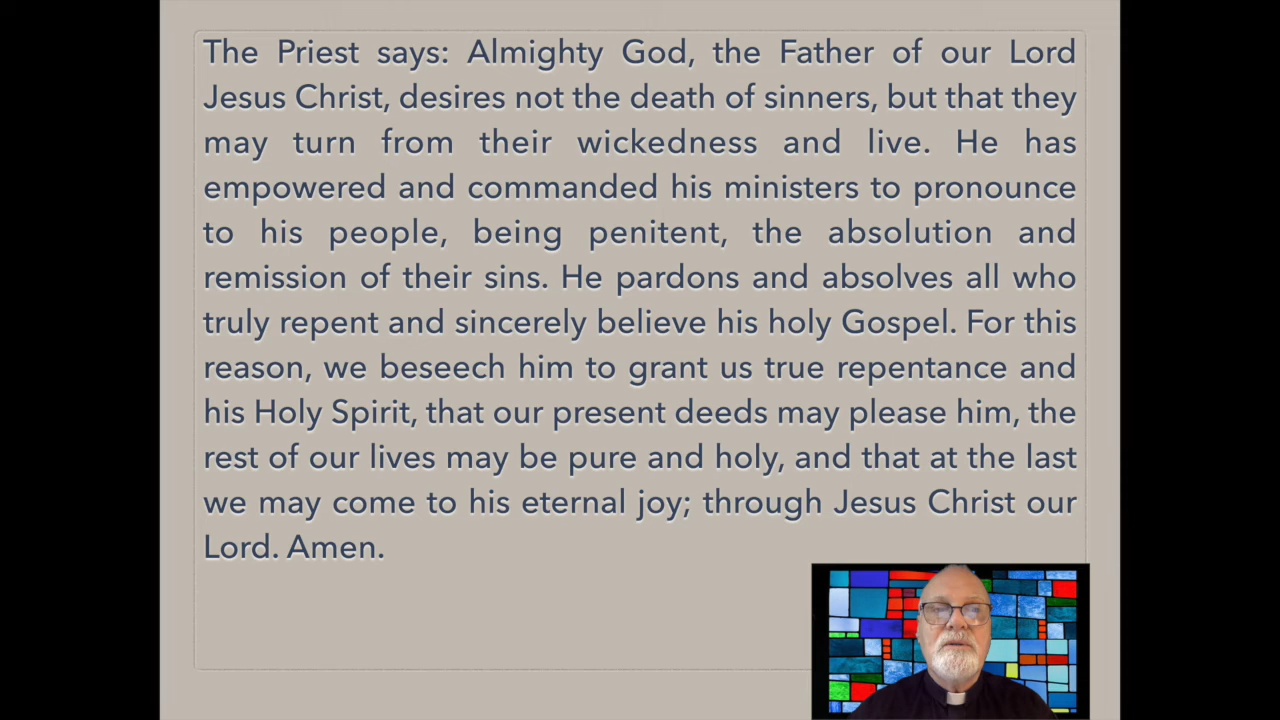 The Priest says: Almighty God, the Father of our Lord
Jesus Christ, desires not the death of sinners, but that they
may turn from their wickedness and live. He has
empowered and commanded his ministers to pronounce
to his people, being penitent, the absolution and
remission of their sins. He pardons and absolves all who
truly repent and sincerely believe his holy Gospel. For this
reason, we beseech him to grant us true repentance and
his Holy Spirit, that our present deeds may please him, the
rest of our lives may be pure and holy, and that at the last
we may come to his eternal joy; through Jesus Christ our
Lord. Amen.